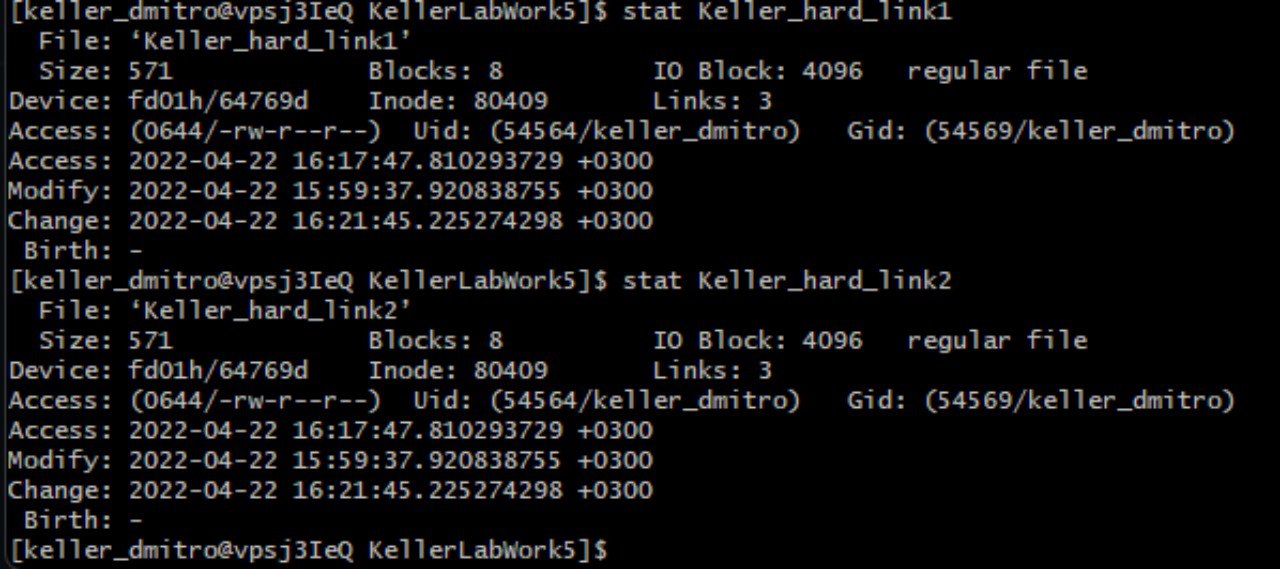 [keller_dmitro@vpsj3IeQ KellerLabWork5]$ stat Keller_hard_link1
  File: ‘Keller_hard_link1’
  Size: 571             Blocks: 8          IO Block: 4096   regular file
Device: fd01h/64769d    Inode: 80409       Links: 3
Access: (0644/-rw-r--r--)  Uid: (54564/keller_dmitro)   Gid: (54569/keller_dmitro)
Access: 2022-04-22 16:17:47.810293729 +0300
Modify: 2022-04-22 15:59:37.920838755 +0300
Change: 2022-04-22 16:21:45.225274298 +0300
 Birth: -
[keller_dmitro@vpsj3IeQ KellerLabWork5]$ stat Keller_hard_link2
  File: ‘Keller_hard_link2’
  Size: 571             Blocks: 8          IO Block: 4096   regular file
Device: fd01h/64769d    Inode: 80409       Links: 3
Access: (0644/-rw-r--r--)  Uid: (54564/keller_dmitro)   Gid: (54569/keller_dmitro)
Access: 2022-04-22 16:17:47.810293729 +0300
Modify: 2022-04-22 15:59:37.920838755 +0300
Change: 2022-04-22 16:21:45.225274298 +0300
 Birth: -
[keller_dmitro@vpsj3IeQ KellerLabWork5]$